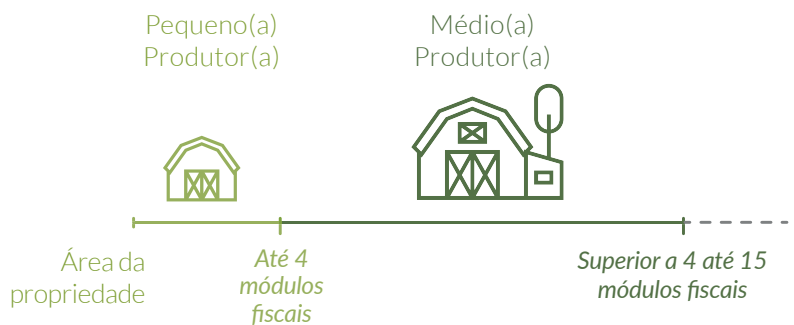 Pequeno(a)
Produtor(a)
Médio(a)
Produtor(a)
Área da
propriedade
Até 4
módulos
fiscais
Superior a 4 até 15
módulos fiscais